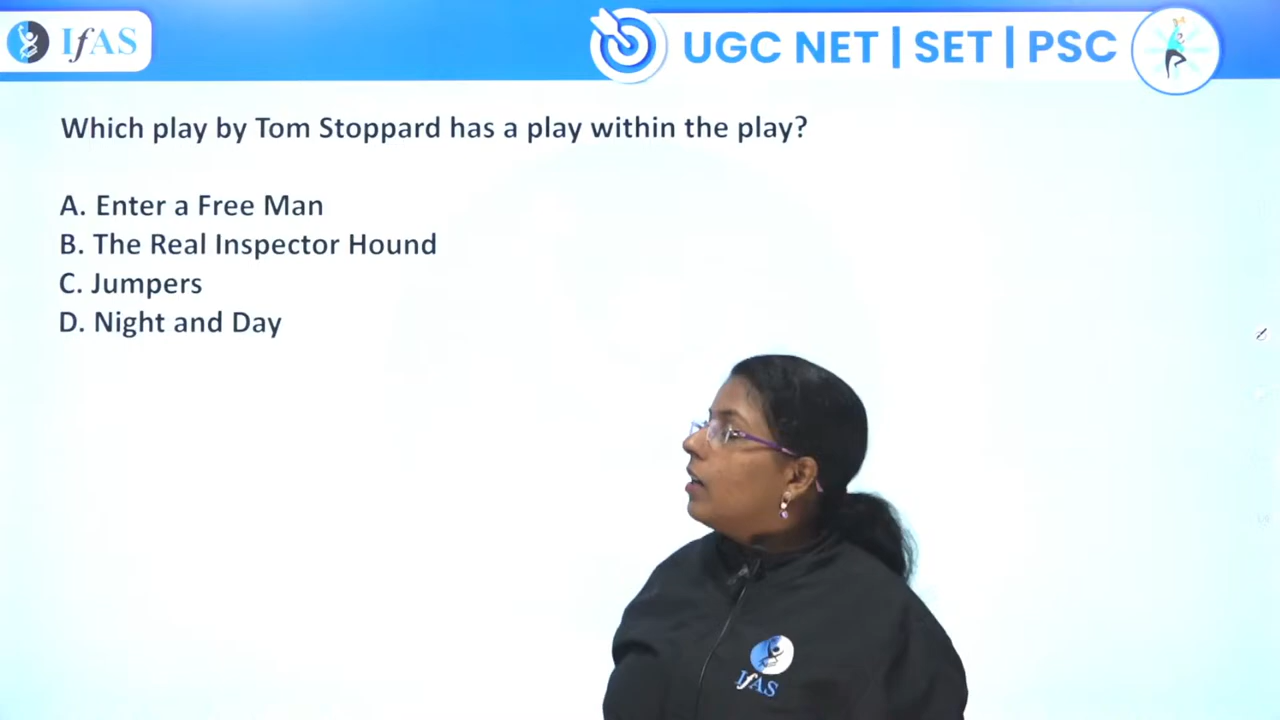 IfAS
UGC NET | SET | PSC
Which play by Tom Stoppard has a play within the play?
A. Enter a Free Man
B. The Real Inspector Hound
C. Jumpers
D. Night and Day
IfAS